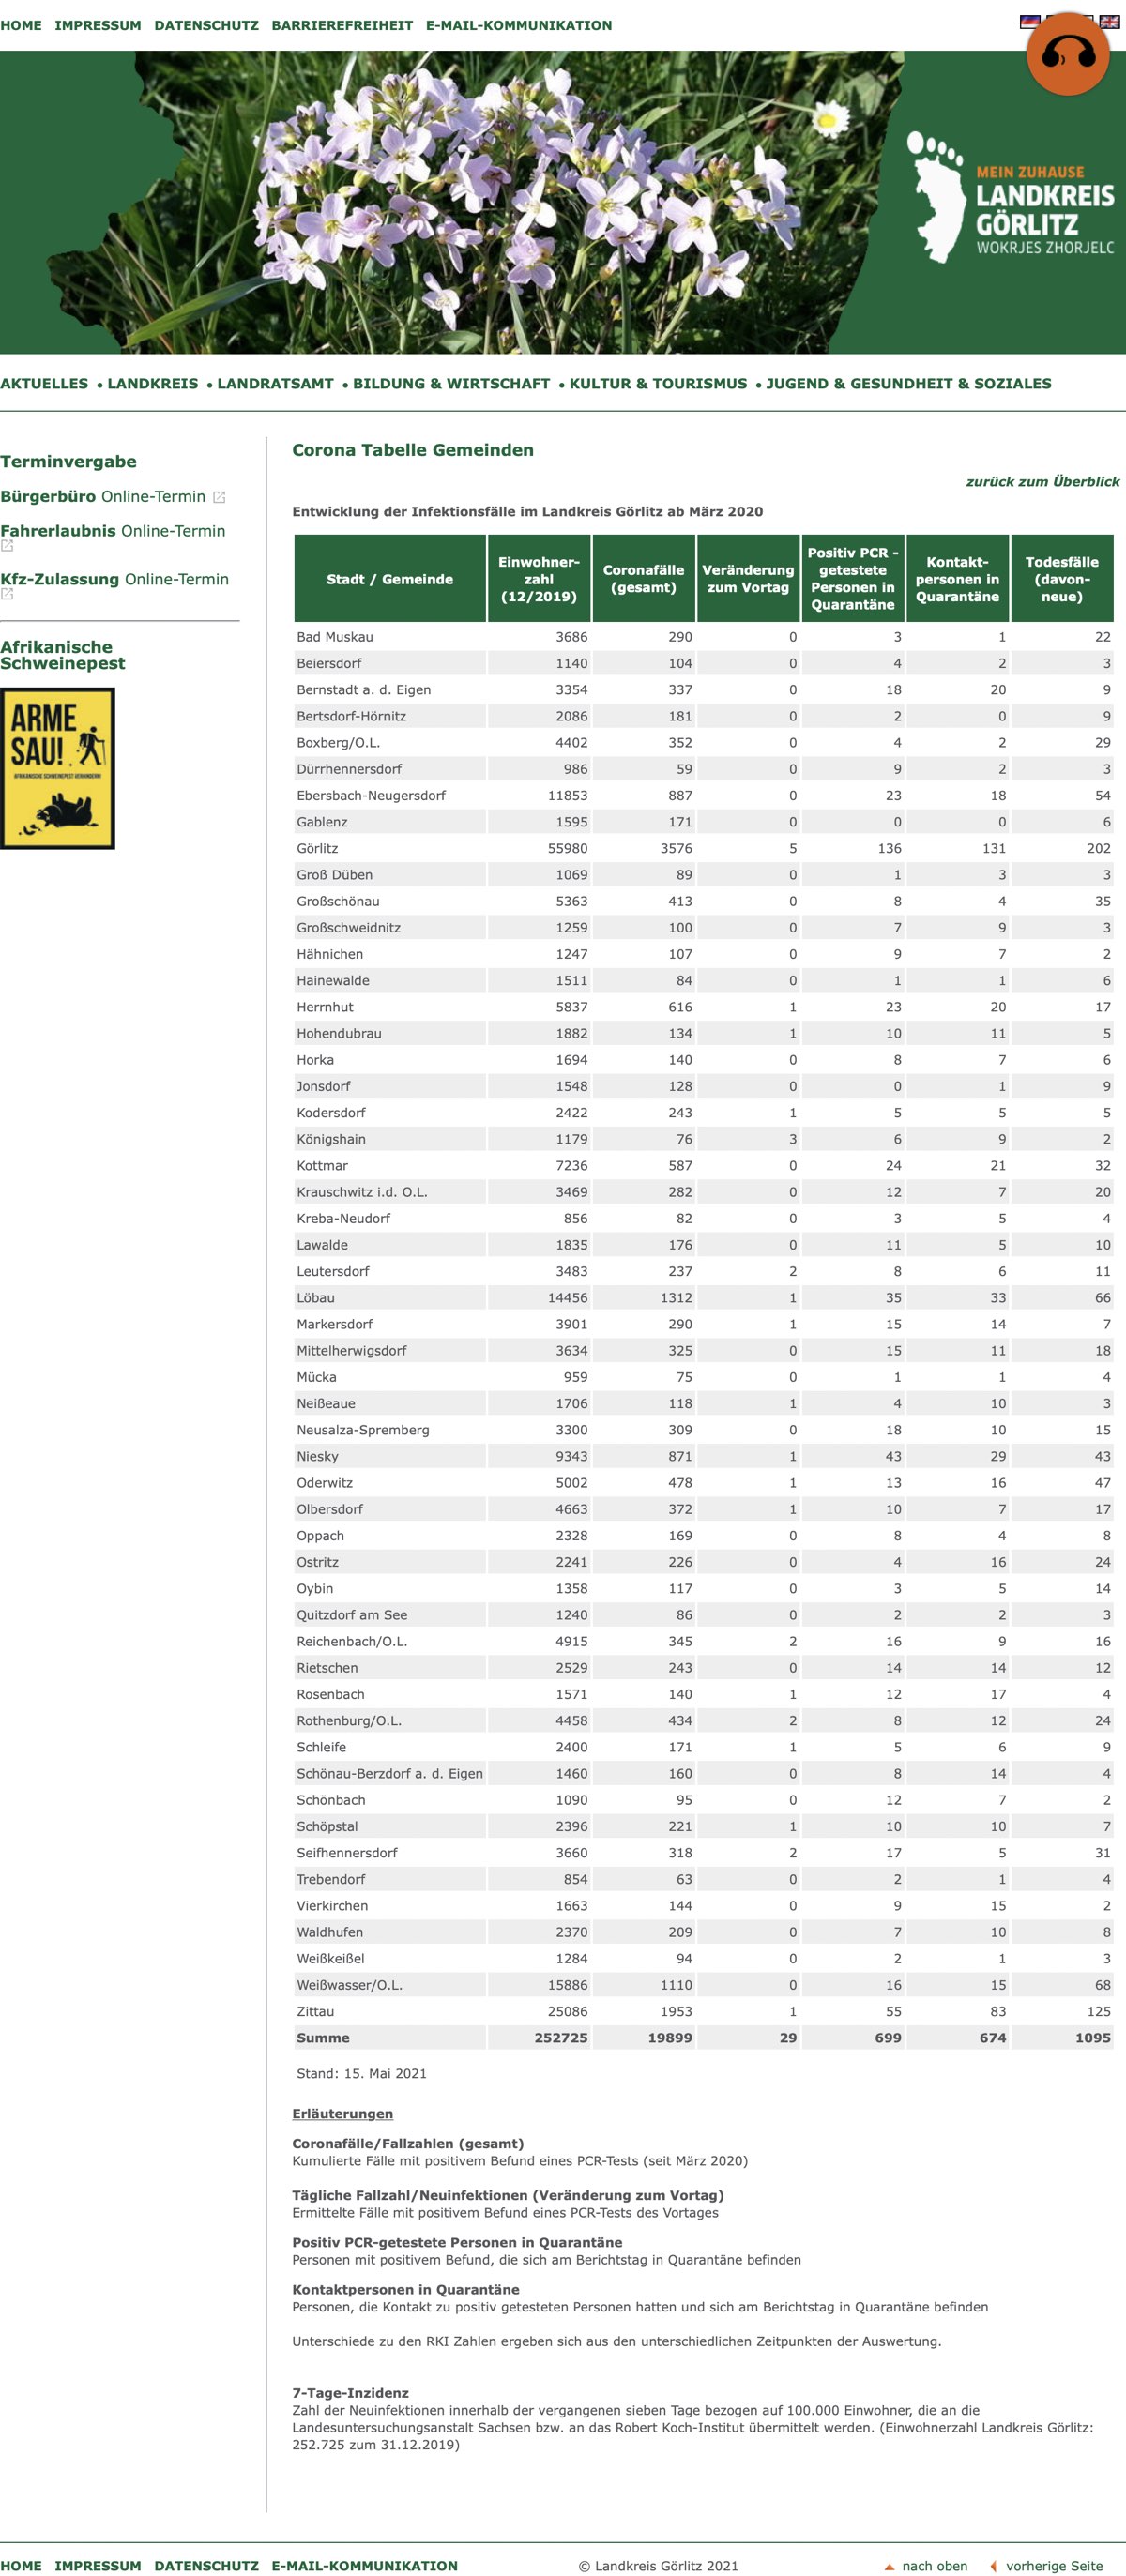 HOME IMPRESSUM DATENSCHUTZ BARRIEREFREIHEIT E-MAIL-KOMMUNIKATION
MEIN ZUHAUSE
LANDKREIS
GÖRLITZ
WOKRJES ZHORJELC
AKTUELLES • LANDKREIS • LANDRATSAMT • BILDUNG & WIRTSCHAFT • KULTUR & TOURISMUS • JUGEND & GESUNDHEIT & SOZIALES
Terminvergabe
Bürgerbüro Online-Termin
Fahrerlaubnis Online-Termin
Kfz-Zulassung Online-Termin
Afrikanische
Schweinepest
ARME
SAU!
AFRIKANISCHE SCHWEINEPEST VERHINDERN!
Corona Tabelle Gemeinden
zurück zum Überblick
Entwicklung der Infektionsfälle im Landkreis Görlitz ab März 2020
Stadt / Gemeinde Einwohner-zahl (12/2019) Coronafälle (gesamt) Veränderung zum Vortag Positiv PCR - getestete Personen in Quarantäne Kontakt-personen in Quarantäne Todesfälle (davon-neue)
Bad Muskau 3686 290 0 3 1 22
Beiersdorf 1140 104 0 4 2 3
Bernstadt a. d. Eigen 3354 337 0 18 20 9
Bertsdorf-Hörnitz 2086 181 0 2 0 9
Boxberg/O.L. 4402 352 0 4 2 29
Dürrhennersdorf 986 59 0 9 2 3
Ebersbach-Neugersdorf 11853 887 0 23 18 54
Gablenz 1595 171 0 0 0 6
Görlitz 55980 3576 5 136 131 202
Groß Düben 1069 89 0 1 3 3
Großschönau 5363 413 0 8 4 35
Großschweidnitz 1259 100 0 7 9 3
Hähnichen 1247 107 0 9 7 2
Hainewalde 1511 84 0 1 1 6
Herrnhut 5837 616 1 23 20 17
Hohendubrau 1882 134 1 10 11 5
Horka 1694 140 0 8 7 6
Jonsdorf 1548 128 0 0 1 9
Kodersdorf 2422 243 1 5 5 5
Königshain 1179 76 3 6 9 2
Kottmar 7236 587 0 24 21 32
Krauschwitz i.d. O.L. 3469 282 0 12 7 20
Kreba-Neudorf 856 82 0 3 5 4
Lawalde 1835 176 0 11 5 10
Leutersdorf 3483 237 2 8 6 11
Löbau 14456 1312 1 35 33 66
Markersdorf 3901 290 1 15 14 7
Mittelherwigsdorf 3634 325 0 15 11 18
Mücka 959 75 0 1 1 4
Neißeaue 1706 118 1 4 10 3
Neusalza-Spremberg 3300 309 0 18 10 15
Niesky 9343 871 1 43 29 43
Oderwitz 5002 478 1 13 16 47
Olbersdorf 4663 372 1 10 7 17
Oppach 2328 169 0 8 4 8
Ostritz 2241 226 0 4 16 24
Oybin 1358 117 0 3 5 14
Quitzdorf am See 1240 86 0 2 2 3
Reichenbach/O.L. 4915 345 2 16 9 16
Rietschen 2529 243 0 14 14 12
Rosenbach 1571 140 1 12 17 4
Rothenburg/O.L. 4458 434 2 8 12 24
Schleife 2400 171 1 5 6 9
Schönau-Berzdorf a. d. Eigen 1460 160 0 8 14 4
Schönbach 1090 95 0 12 7 2
Schöpstal 2396 221 1 10 10 7
Seifhennersdorf 3660 318 2 17 5 31
Trebendorf 854 63 0 2 1 4
Vierkirchen 1663 144 0 9 15 2
Waldhufen 2370 209 0 7 10 8
Weißkeißel 1284 94 0 2 1 3
Weißwasser/O.L. 15886 1110 0 16 15 68
Zittau 25086 1953 1 55 83 125
Summe 252725 19899 29 699 674 1095
Stand: 15. Mai 2021
Erläuterungen
Coronafälle/Fallzahlen (gesamt)
Kumulierte Fälle mit positivem Befund eines PCR-Tests (seit März 2020)
Tägliche Fallzahl/Neuinfektionen (Veränderung zum Vortag)
Ermittelte Fälle mit positivem Befund eines PCR-Tests des Vortages
Positiv PCR-getestete Personen in Quarantäne
Personen mit positivem Befund, die sich am Berichtstag in Quarantäne befinden
Kontaktpersonen in Quarantäne
Personen, die Kontakt zu positiv getesteten Personen hatten und sich am Berichtstag in Quarantäne befinden
Unterschiede zu den RKI Zahlen ergeben sich aus den unterschiedlichen Zeitpunkten der Auswertung.
7-Tage-Inzidenz
Zahl der Neuinfektionen innerhalb der vergangenen sieben Tage bezogen auf 100.000 Einwohner, die an die
Landesuntersuchungsanstalt Sachsen bzw. an das Robert Koch-Institut übermittelt werden. (Einwohnerzahl Landkreis Görlitz:
252.725 zum 31.12.2019)
HOME IMPRESSUM DATENSCHUTZ E-MAIL-KOMMUNIKATION © Landkreis Görlitz 2021 nach oben vorherige Seite